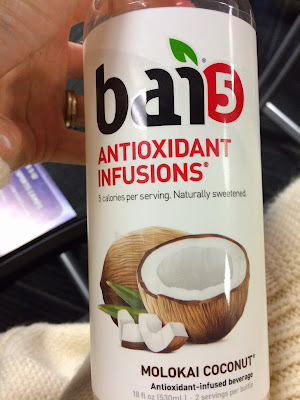 bai5
ANTIOXIDANT
INFUSIONS®
5 calories per serving. Naturally sweetened.
MOLOKAI COCONUT®
Antioxidant-infused beverage
18 fl oz (530mL) · 2 servings per bottle